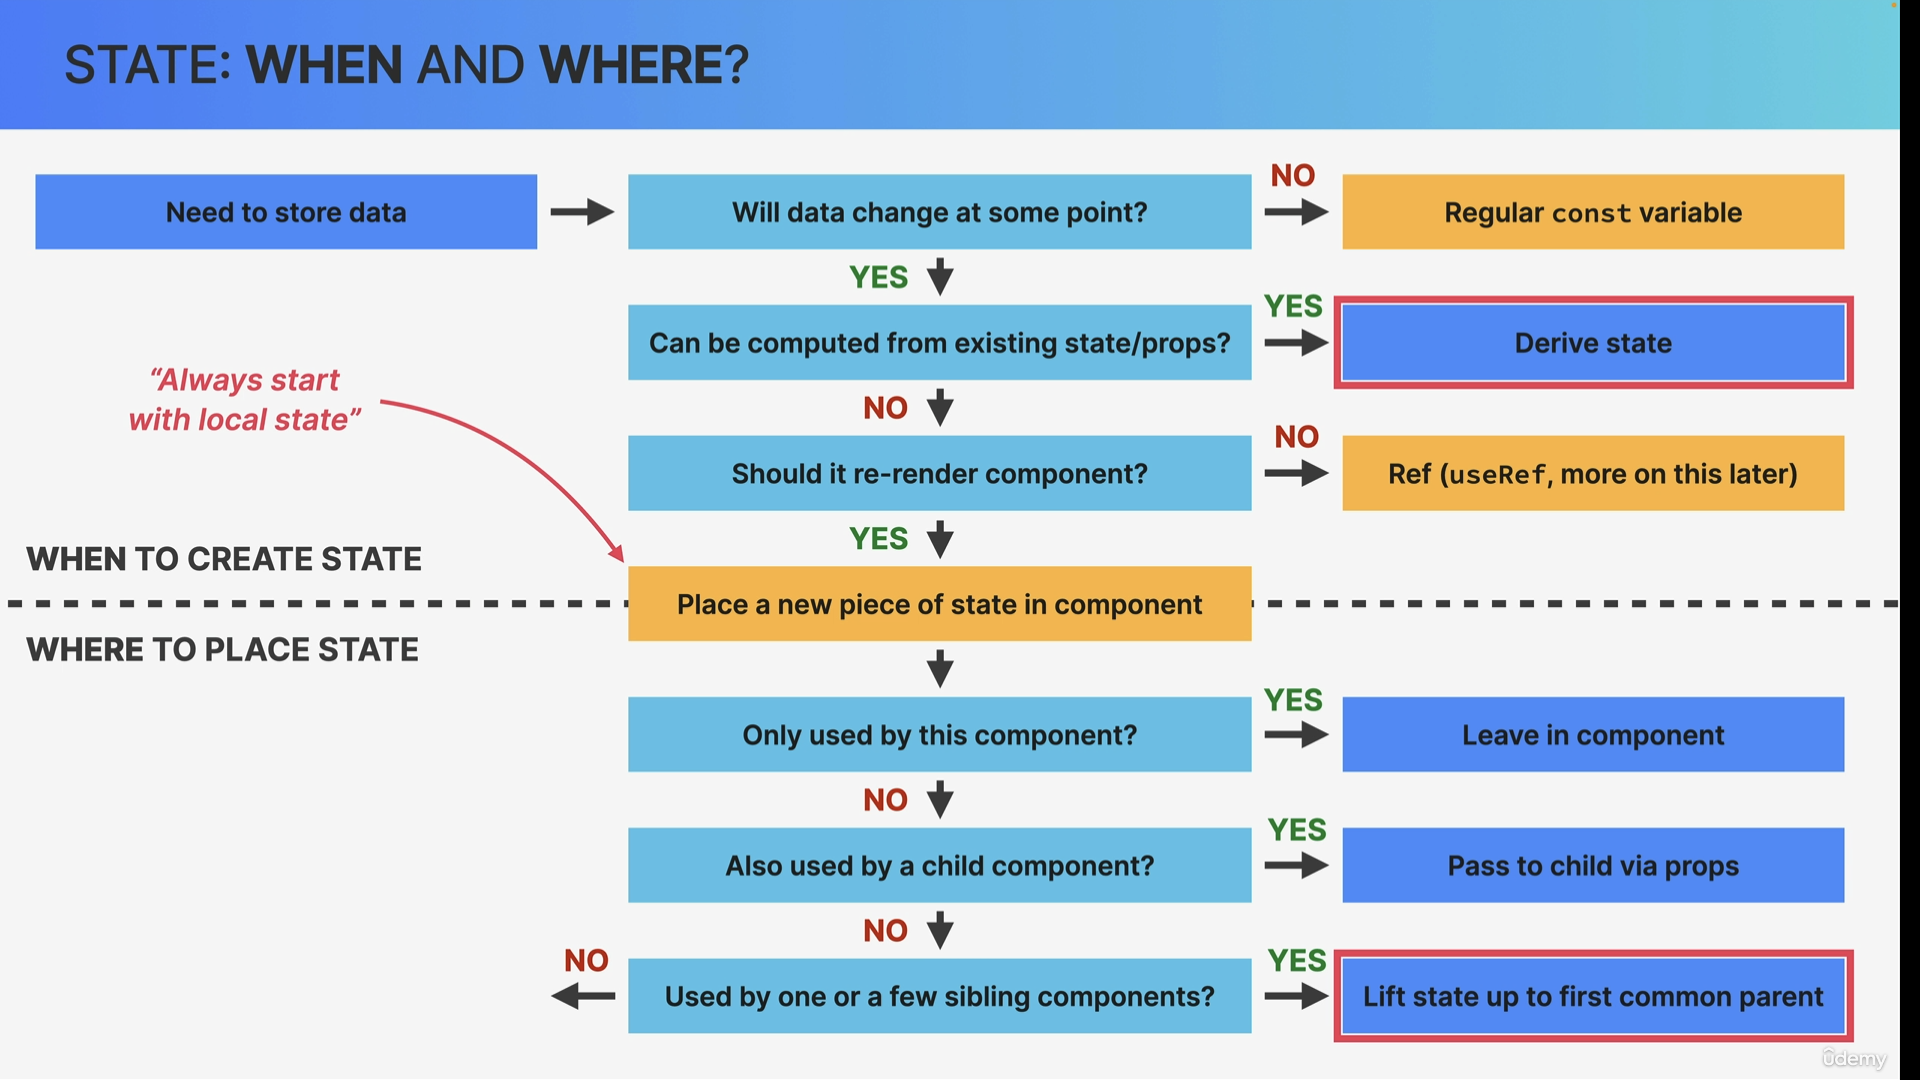 STATE: WHEN AND WHERE?
Need to store data
Will data change at some point?
NO
Regular const variable
YES
Can be computed from existing state/props?
YES
Derive state
“Always start
with local state”
NO
Should it re-render component?
NO
Ref (useRef, more on this later)
YES
WHEN TO CREATE STATE
Place a new piece of state in component
WHERE TO PLACE STATE
Only used by this component?
YES
Leave in component
NO
Also used by a child component?
YES
Pass to child via props
NO
NO
Used by one or a few sibling components?
YES
Lift state up to first common parent
ûdemy